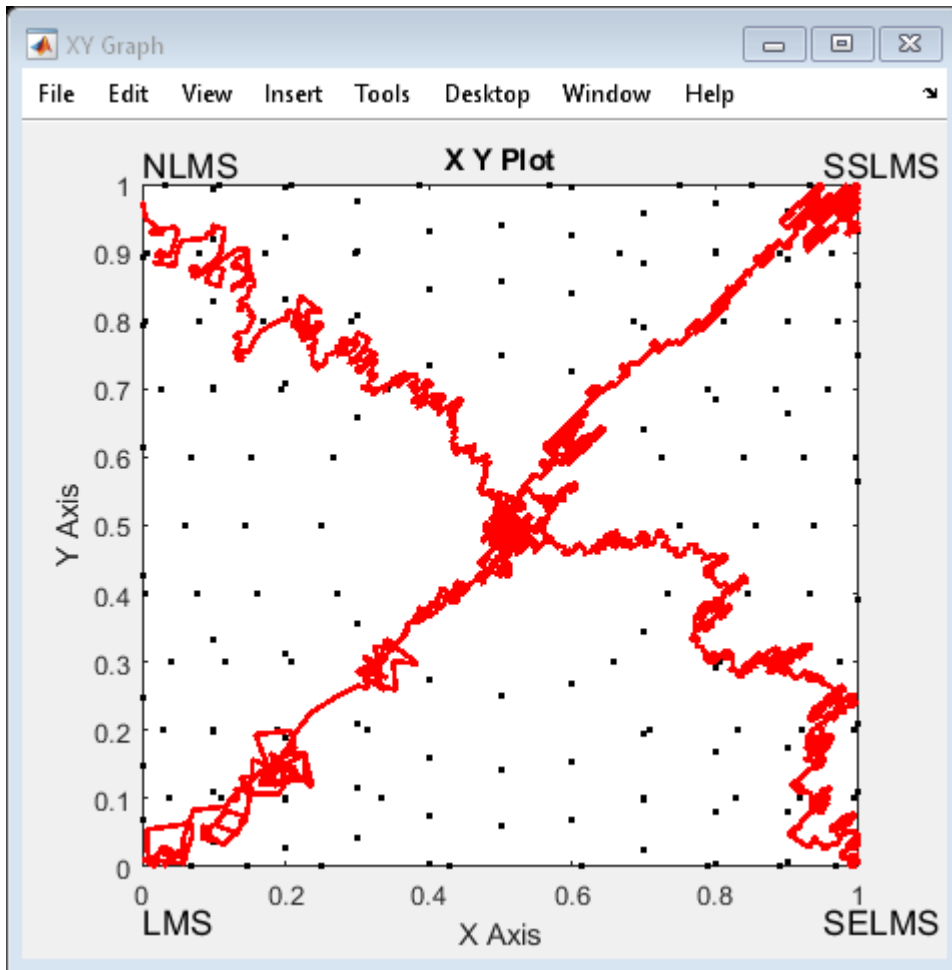 XY Graph
File Edit View Insert Tools Desktop Window Help
NLMS X Y Plot SSLMS
1
0.9
0.8
0.7
0.6
0.5
0.4
0.3
0.2
0.1
0
Y Axis
0 0.2 0.4 0.6 0.8 1
LMS X Axis SELMS